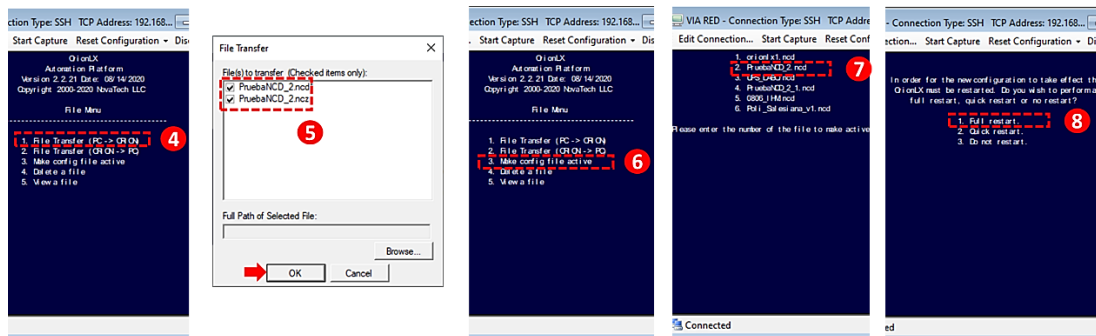 ction Type: SSH TCP Address: 192.168...
Start Capture Reset Configuration Dis
OrionLX
Automation Platform
Version 2.2.21 Date: 08/14/2020
Copyright 2000-2020 NovaTech LLC
File Menu
1. File Transfer (PC -> ORION)
2. File Transfer (ORION -> PC)
3. Make config file active
4. Delete a file
5. View a file
4
File Transfer
File(s) to transfer (Checked items only):
PruebaNCD_2.ncd
PruebaNCD_2.ncz
5
Full Path of Selected File:
Browse...
OK Cancel
ection Type: SSH TCP Address: 192.168...
. Start Capture Reset Configuration Dis
OrionLX
Automation Platform
Version 2.2.21 Date: 08/14/2020
Copyright 2000-2020 NovaTech LLC
File Menu
1. File Transfer (PC -> ORION)
2. File Transfer (ORION -> PC)
3. Make config file active
4. Delete a file
5. View a file
6
VIA RED - Connection Type: SSH TCP Addre
Edit Connection... Start Capture Reset Conf
1. orionlx1.ncd
2. PruebaNCD_2.ncd
4. PruebaNCD_2_1.ncd
5. 0806_IHM.ncd
6. Poli_Salesiana_v1.ncd
Please enter the number of the file to make active
7
Connected
- Connection Type: SSH TCP Address: 192.168...
ection... Start Capture Reset Configuration Di
In order for the new configuration to take effect th
OrionLX must be restarted. Do you wish to perform a
full restart, quick restart or no restart?
1. Full restart.
2. Quick restart.
3. Do not restart.
8
ed